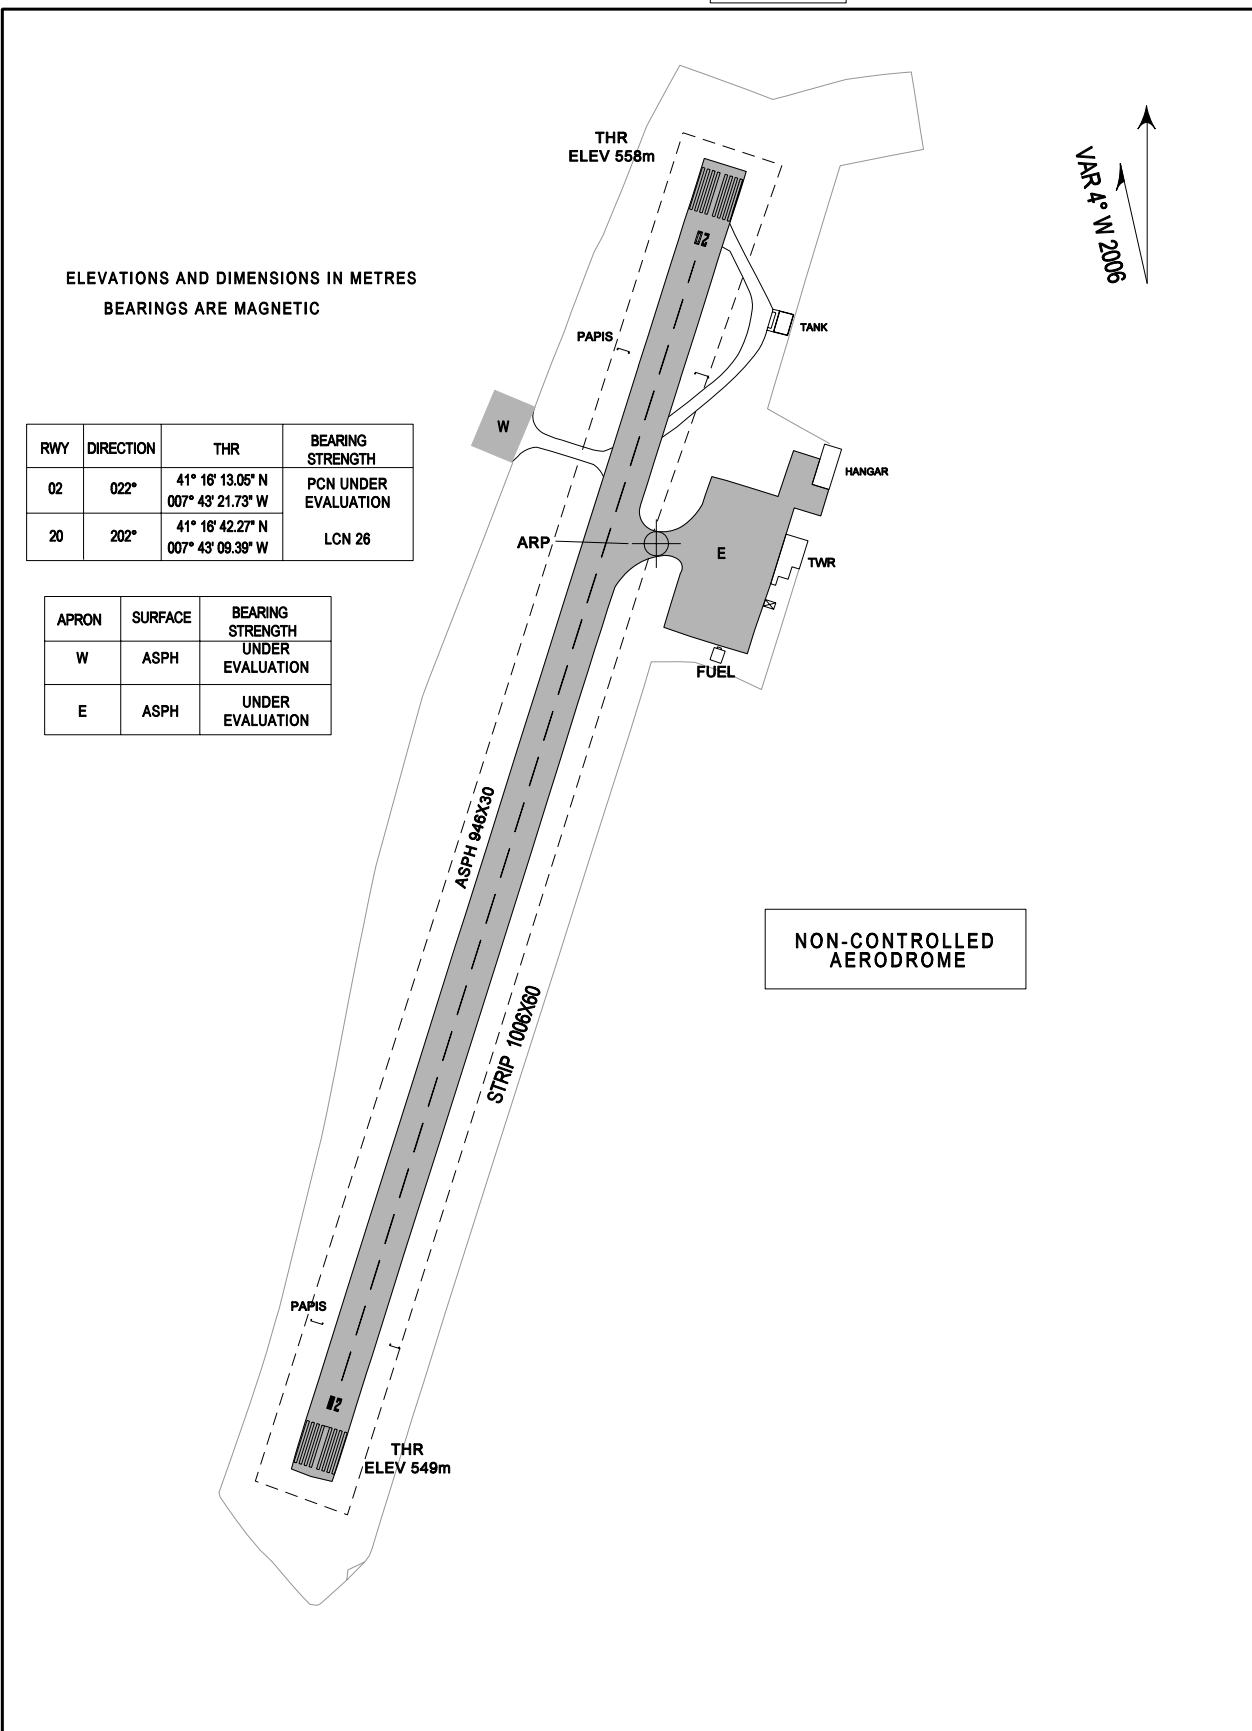 THR
ELEV 558m
VAR 4° W 2006
ELEVATIONS AND DIMENSIONS IN METRES
BEARINGS ARE MAGNETIC
02
TANK
PAPIS
W
RWY DIRECTION THR BEARING STRENGTH
02 022° 41° 16' 13.05" N 007° 43' 21.73" W PCN UNDER EVALUATION
20 202° 41° 16' 42.27" N 007° 43' 09.39" W LCN 26
HANGAR
ARP
E
TWR
APRON SURFACE BEARING STRENGTH
W ASPH UNDER EVALUATION
E ASPH UNDER EVALUATION
FUEL
ASPH 946X30
NON-CONTROLLED
AERODROME
STRIP 1006X60
PAPIS
THR
ELEV 549m